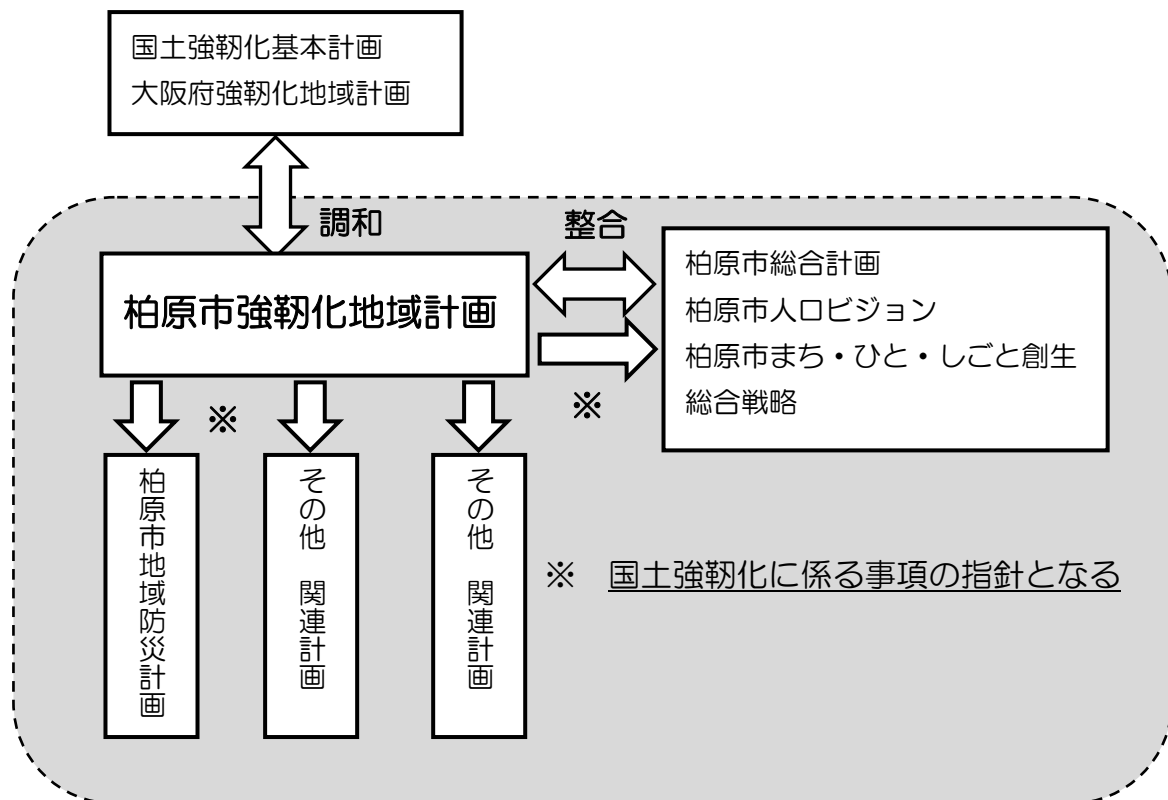 国土強靱化基本計画
大阪府強靱化地域計画
調和
整合
柏原市強靱化地域計画
柏原市総合計画
柏原市人口ビジョン
柏原市まち・ひと・しごと創生
総合戦略
※
※
柏原市地域防災計画
その他　関連計画
その他　関連計画
※　国土強靱化に係る事項の指針となる